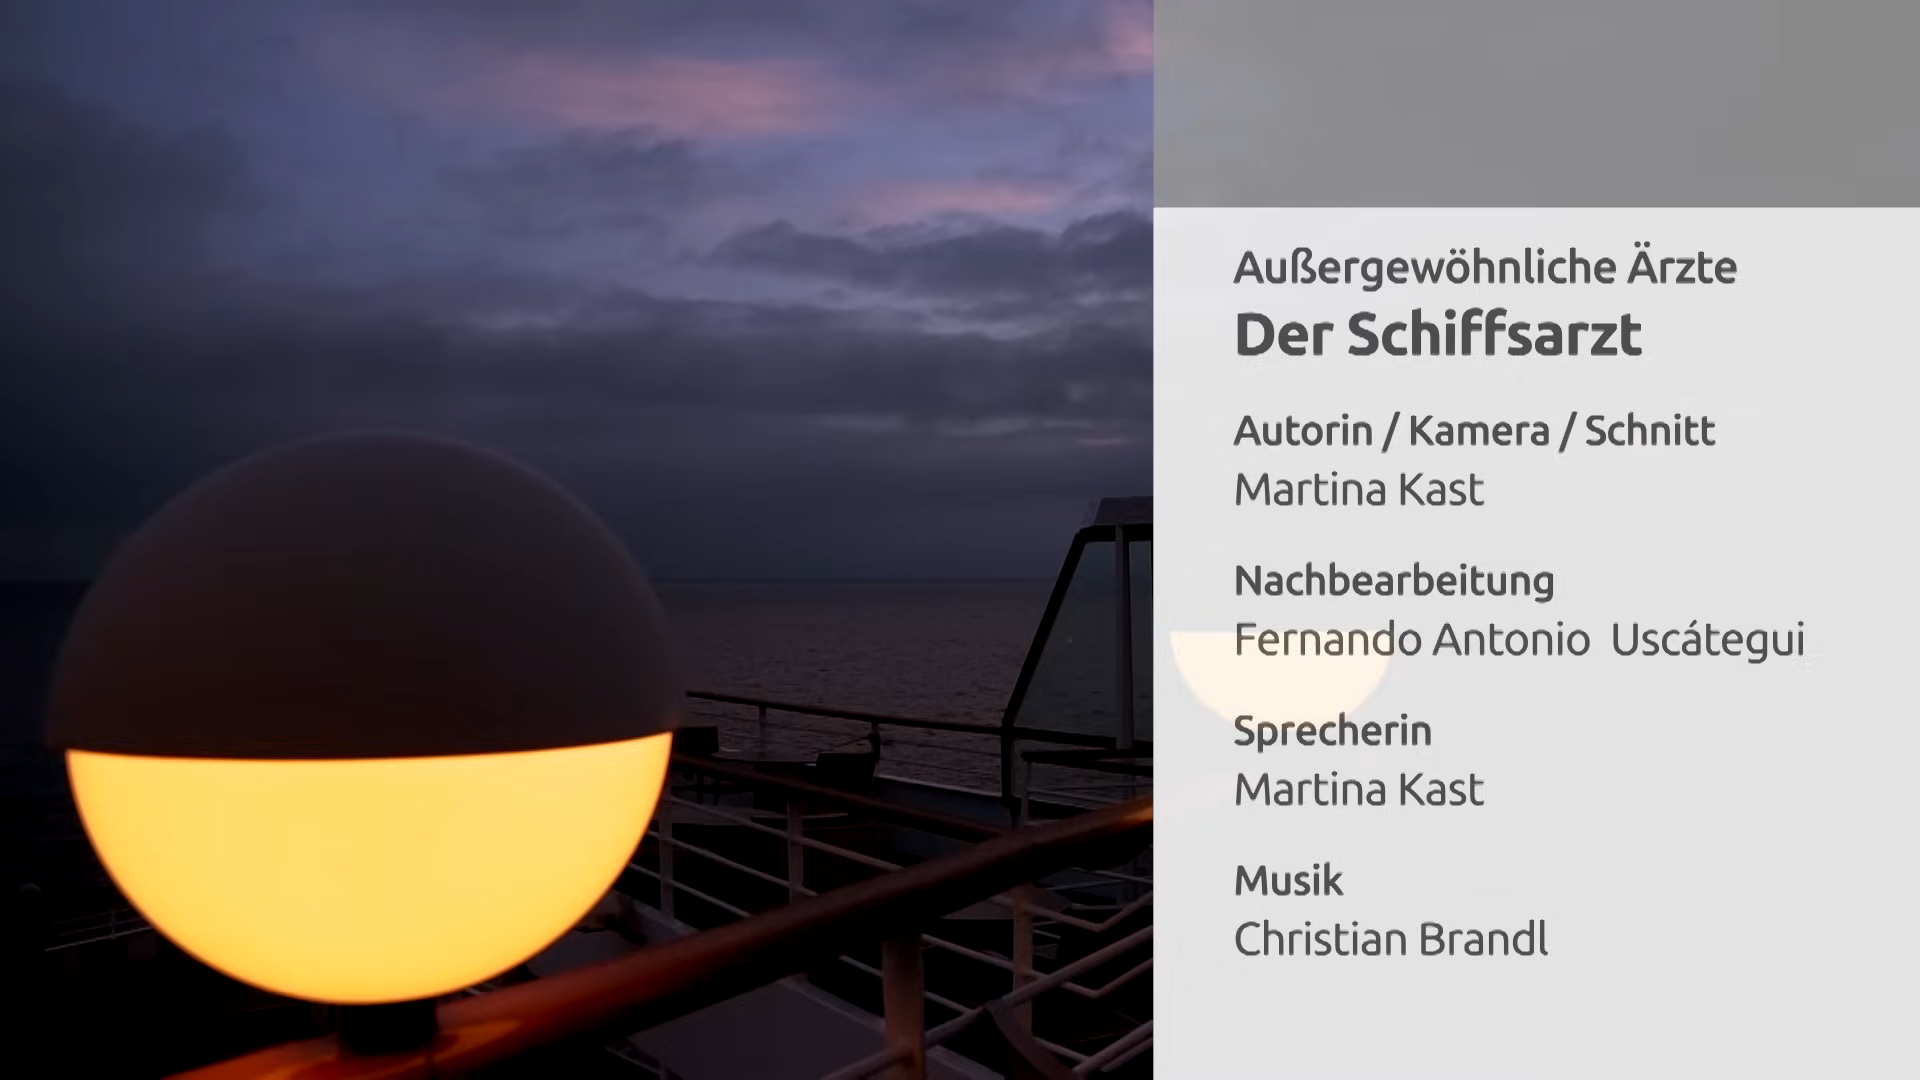 Außergewöhnliche Ärzte
Der Schiffsarzt
Autorin / Kamera / Schnitt
Martina Kast
Nachbearbeitung
Fernando Antonio Uscátegui
Sprecherin
Martina Kast
Musik
Christian Brandl